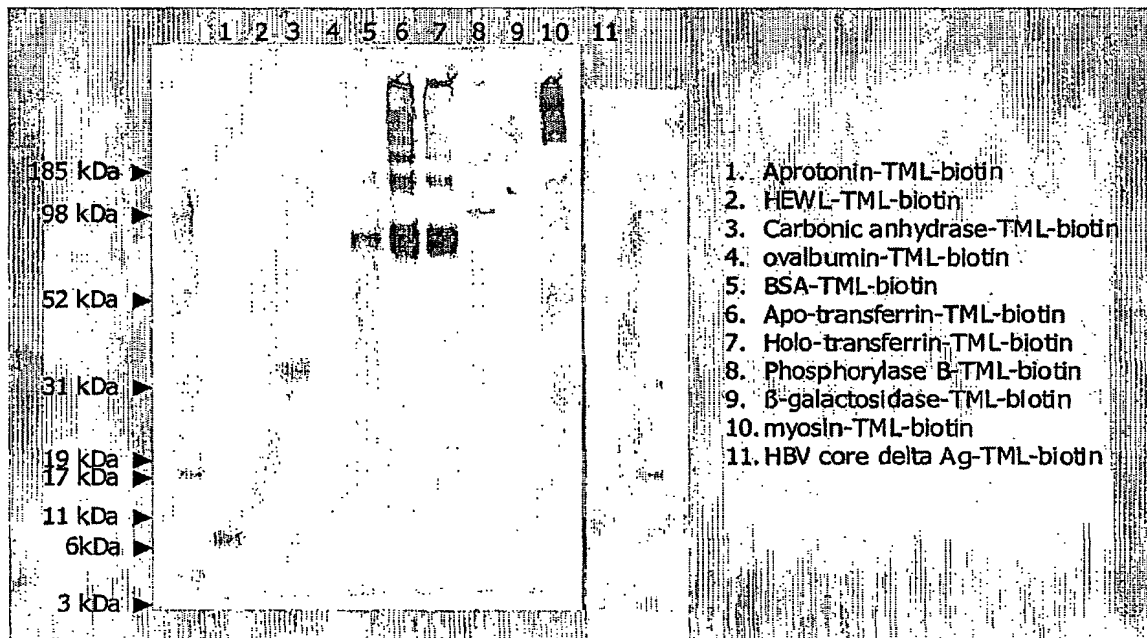 1 2 3 4 5 6 7 8 9 10 11
185 kDa
98 kDa
52 kDa
31 kDa
19 kDa
17 kDa
11 kDa
6kDa
3 kDa
1. Aprotonin-TML-biotin
2. HEWL-TML-biotin
3. Carbonic anhydrase-TML-biotin
4. ovalbumin-TML-biotin
5. BSA-TML-biotin
6. Apo-transferrin-TML-biotin
7. Holo-transferrin-TML-biotin
8. Phosphorylase B-TML-biotin
9. ß-galactosidase-TML-biotin
10. myosin-TML-biotin
11. HBV core delta Ag-TML-biotin